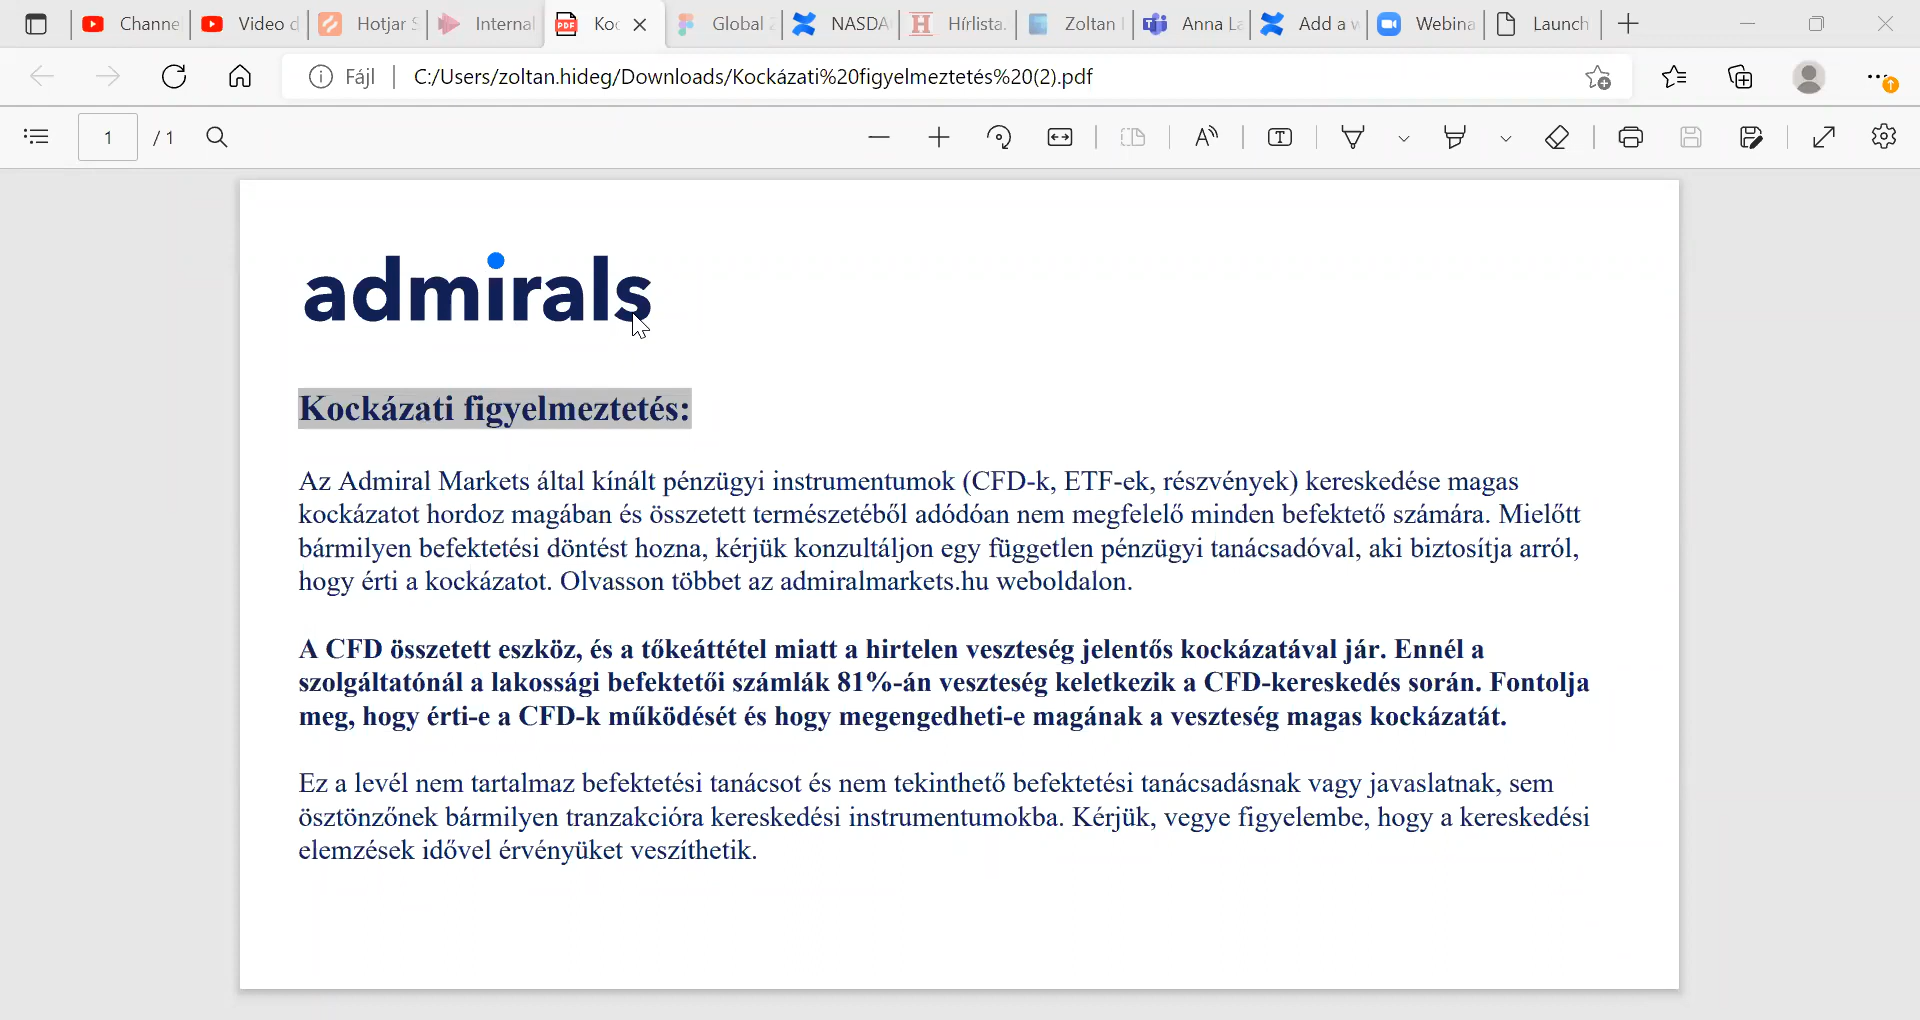 Channe
Video
Hotjar
Internal
Ko
Global
NASDA
Hírlista.
Zoltan
Anna La
Add a
Webina
Launch
Fájl
C:/Users/zoltan.hideg/Downloads/Kockázati%20figyelmeztetés%20(2).pdf
1 / 1
admirals
Kockázati figyelmeztetés:
Az Admiral Markets által kínált pénzügyi instrumentumok (CFD-k, ETF-ek, részvények) kereskedése magas
kockázatot hordoz magában és összetett természetéből adódóan nem megfelelő minden befektető számára. Mielőtt
bármilyen befektetési döntést hozna, kérjük konzultáljon egy független pénzügyi tanácsadóval, aki biztosítja arról,
hogy érti a kockázatot. Olvasson többet az admiralmarkets.hu weboldalon.
A CFD összetett eszköz, és a tőkeáttétel miatt a hirtelen veszteség jelentős kockázatával jár. Ennél a
szolgáltatónál a lakossági befektetői számlák 81%-án veszteség keletkezik a CFD-kereskedés során. Fontolja
meg, hogy érti-e a CFD-k működését és hogy megengedheti-e magának a veszteség magas kockázatát.
Ez a levél nem tartalmaz befektetési tanácsot és nem tekinthető befektetési tanácsadásnak vagy javaslatnak, sem
ösztönzőnek bármilyen tranzakcióra kereskedési instrumentumokba. Kérjük, vegye figyelembe, hogy a kereskedési
elemzések idővel érvényüket veszíthetik.